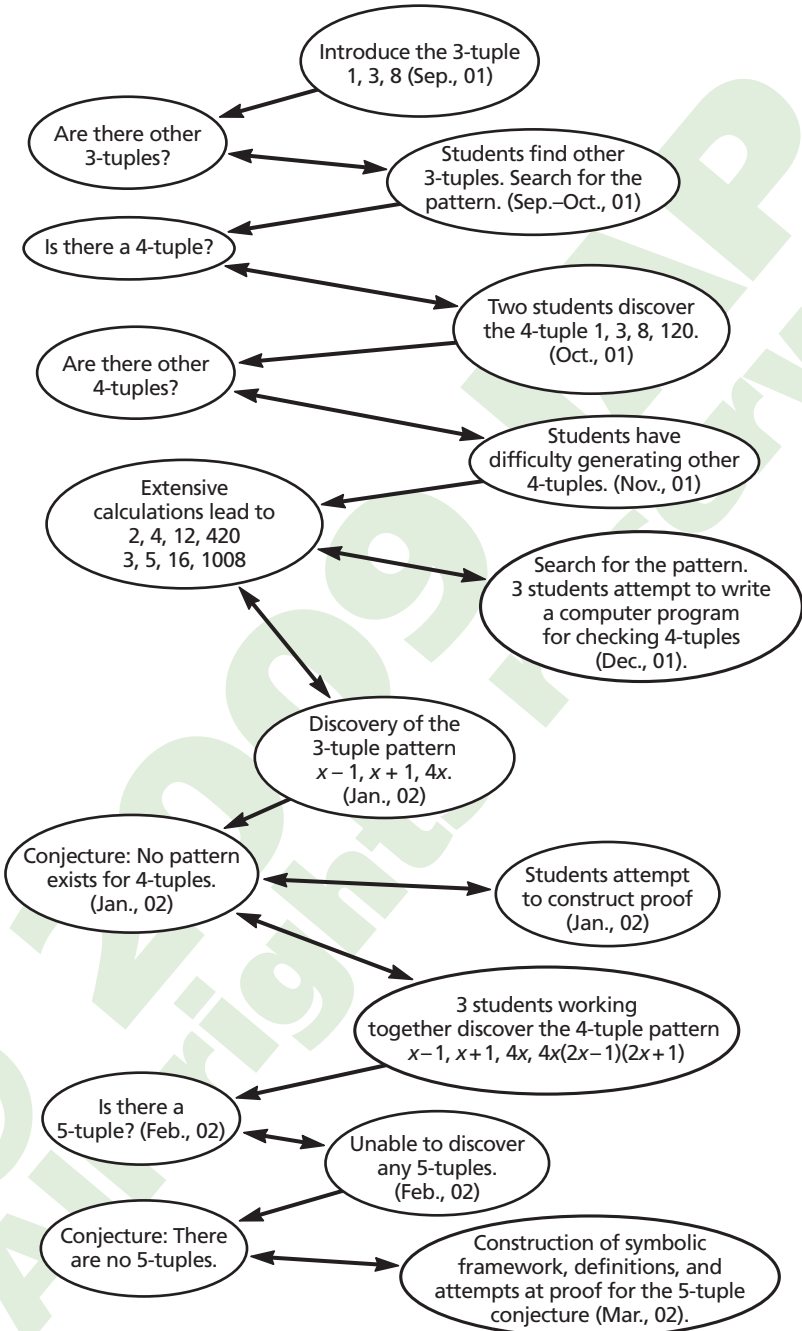 Introduce the 3-tuple
1, 3, 8 (Sep., 01)
Are there other
3-tuples?
Students find other
3-tuples. Search for the
pattern. (Sep.–Oct., 01)
Is there a 4-tuple?
Two students discover
the 4-tuple 1, 3, 8, 120.
(Oct., 01)
Are there other
4-tuples?
Students have
difficulty generating other
4-tuples. (Nov., 01)
Extensive
calculations lead to
2, 4, 12, 420
3, 5, 16, 1008
Search for the pattern.
3 students attempt to write
a computer program
for checking 4-tuples
(Dec., 01).
Discovery of the
3-tuple pattern
x – 1, x + 1, 4x.
(Jan., 02)
Conjecture: No pattern
exists for 4-tuples.
(Jan., 02)
Students attempt
to construct proof
(Jan., 02)
3 students working
together discover the 4-tuple pattern
x–1, x+1, 4x, 4x(2x–1)(2x+1)
Is there a
5-tuple? (Feb., 02)
Unable to discover
any 5-tuples.
(Feb., 02)
Conjecture: There
are no 5-tuples.
Construction of symbolic
framework, definitions, and
attempts at proof for the 5-tuple
conjecture (Mar., 02).
2009
All rights